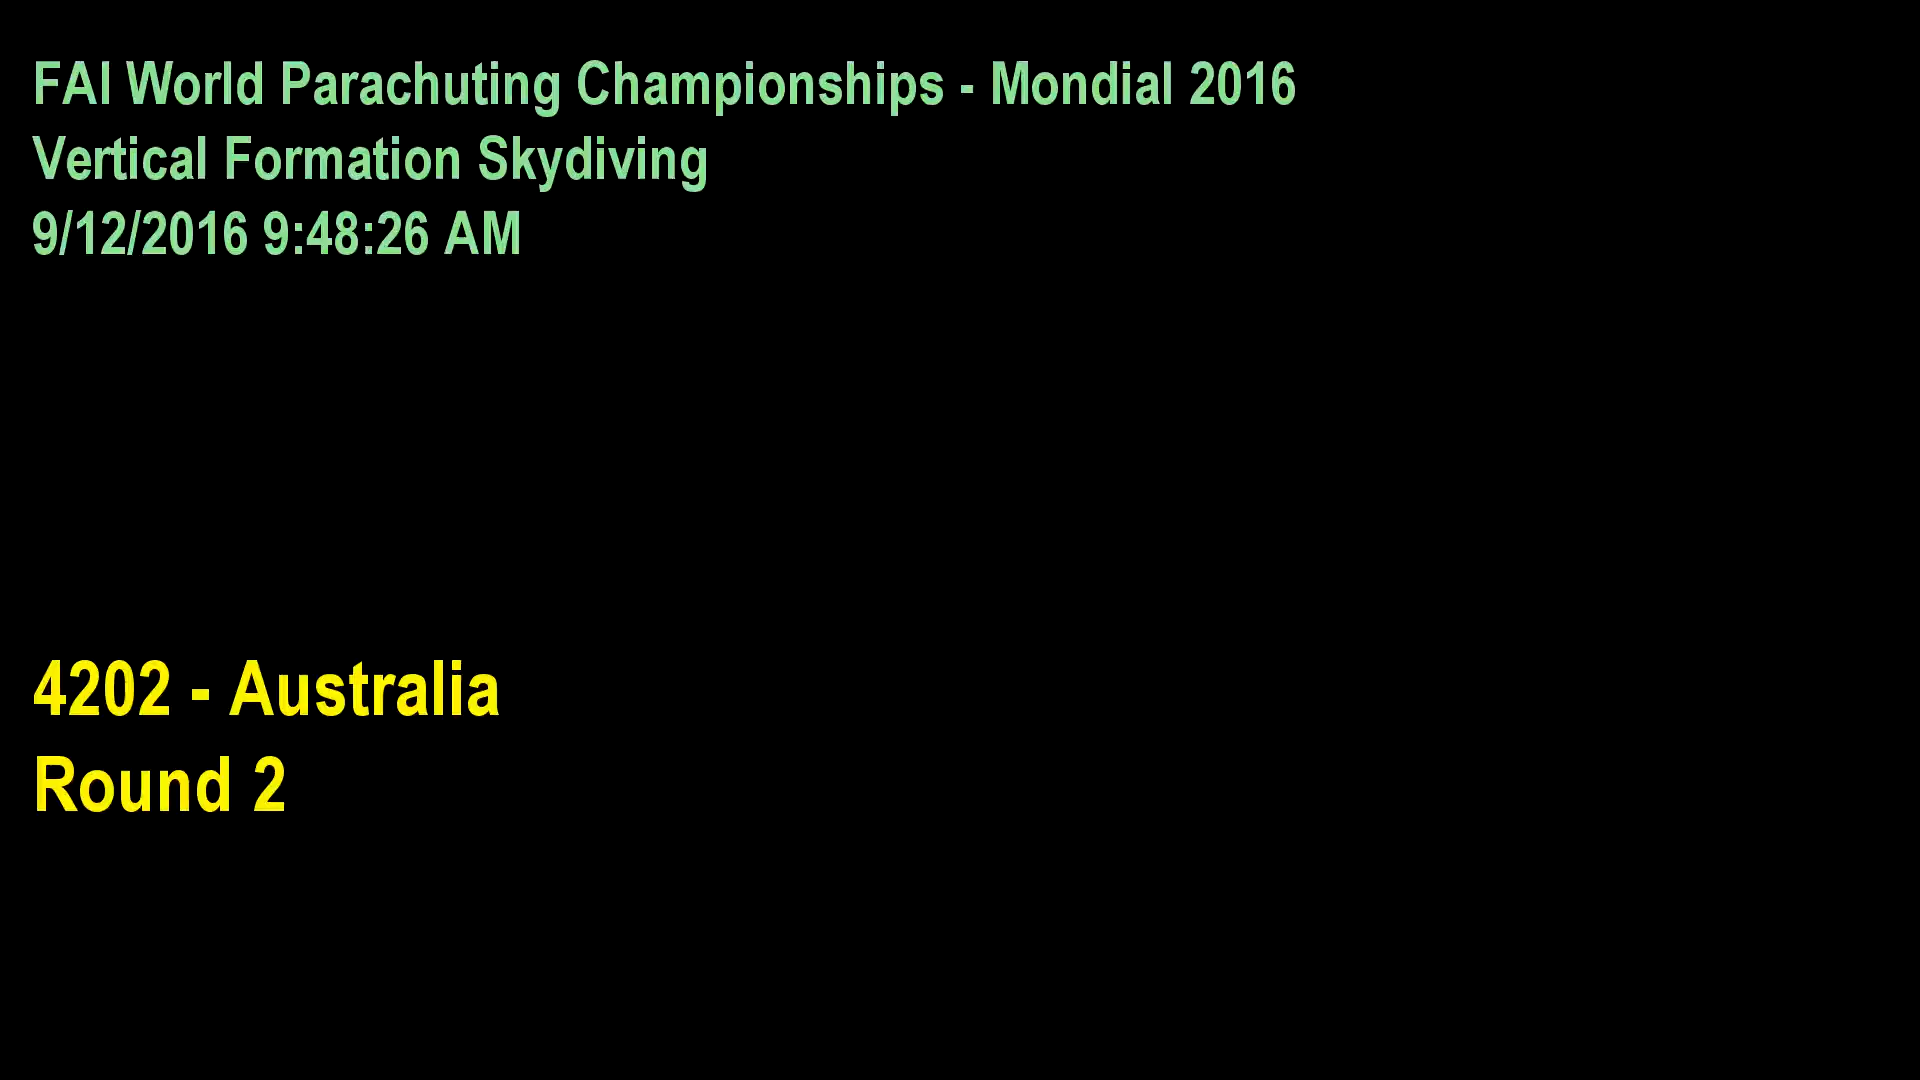 FAI World Parachuting Championships - Mondial 2016
Vertical Formation Skydiving
9/12/2016 9:48:26 AM
4202 - Australia
Round 2